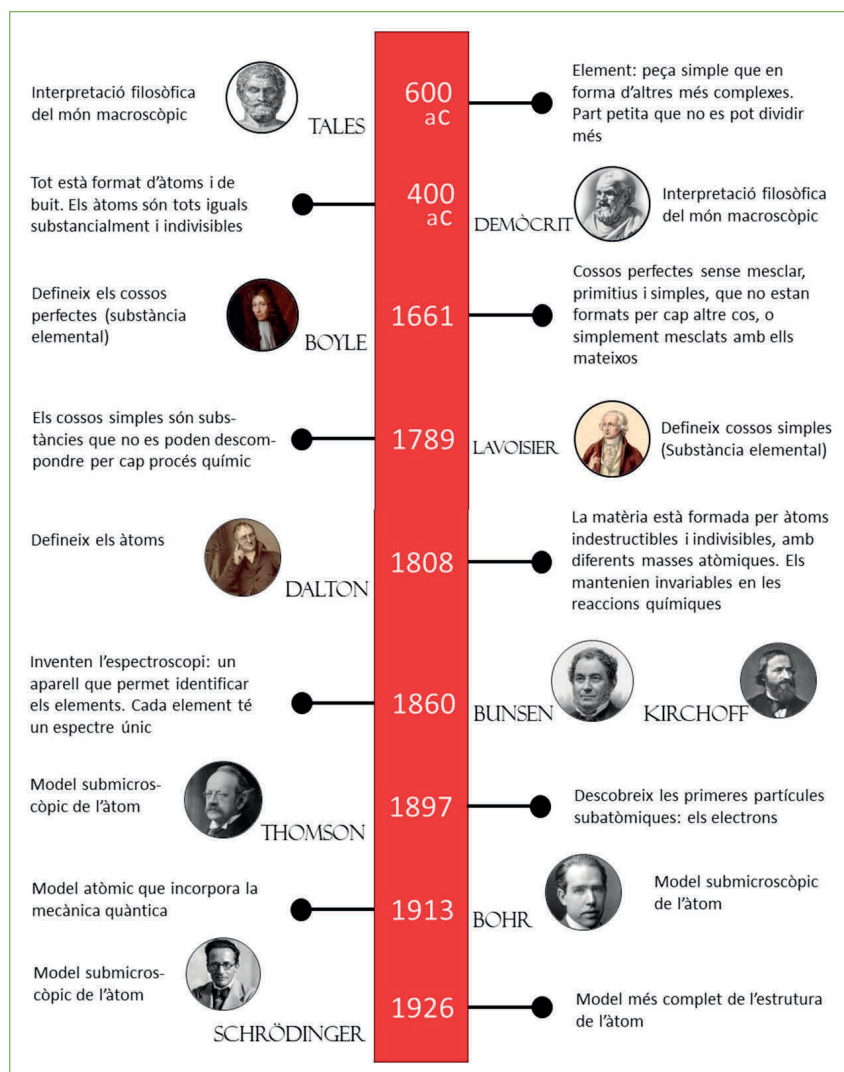 Interpretació filosòfica
del món macroscòpic
TALES
600
ac
Element: peça simple que en
forma d'altres més complexes.
Part petita que no es pot dividir
més
Tot està format d'àtoms i de
buit. Els àtoms són tots iguals
substancialment i indivisibles
400
ac
DEMÒCRIT
Interpretació filosòfica
del món macroscòpic
Defineix els cossos
perfectes (substància
elemental)
BOYLE
1661
Cossos perfectes sense mesclar,
primitius i simples, que no estan
formats per cap altre cos, o
simplement mesclats amb ells
mateixos
Els cossos simples són subs-
tàncies que no es poden descom-
pondre per cap procés químic
1789
LAVOISIER
Defineix cossos simples
(Substància elemental)
Defineix els àtoms
DALTON
1808
La matèria està formada per àtoms
indestructibles i indivisibles, amb
diferents masses atòmiques. Els
mantenien invariables en les
reaccions químiques
Inventen l'espectroscopi: un
aparell que permet identificar
els elements. Cada element té
un espectre únic
1860
BUNSEN
KIRCHOFF
Model submicros-
còpic de l'àtom
THOMSON
1897
Descobreix les primeres partícules
subatòmiques: els electrons
Model atòmic que incorpora la
mecànica quàntica
1913
BOHR
Model submicroscòpic
de l'àtom
Model submicros-
còpic de l'àtom
SCHRÖDINGER
1926
Model més complet de l'estrutura
de l'àtom